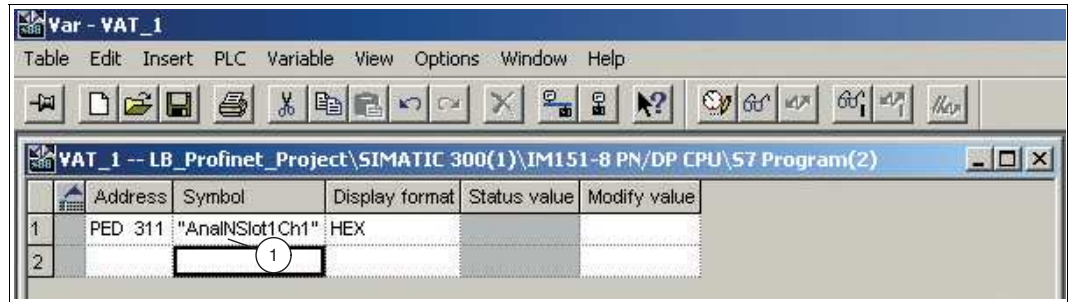 Var - VAT_1
Table Edit Insert PLC Variable View Options Window Help
VAT_1 -- LB_Profinet_Project\SIMATIC 300(1)\IM151-8 PN/DP CPU\S7 Program(2)
Address Symbol Display format Status value Modify value
1 PED 311 "AnaINSlot1Ch1" HEX
1
2